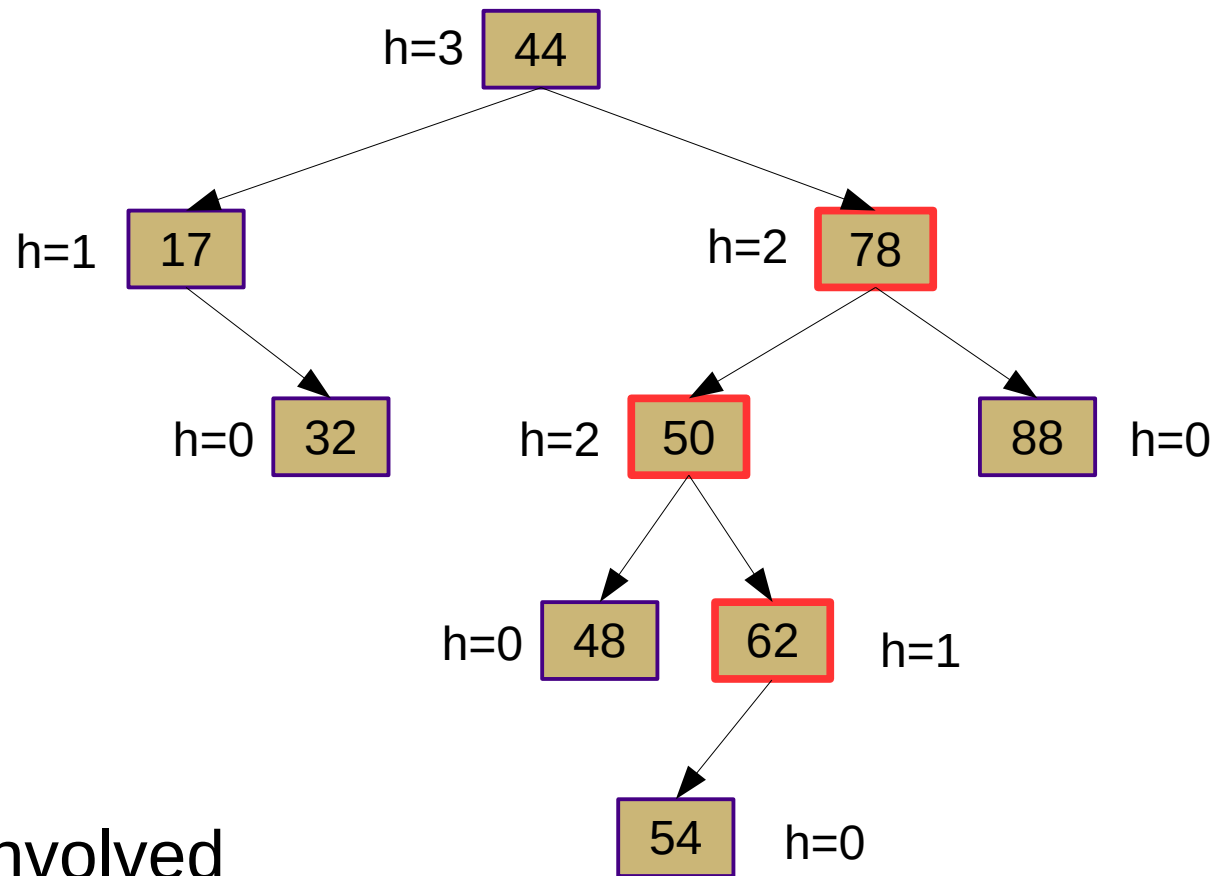 h=3 44
h=1 17 h=2 78
h=0 32 h=2 50 88 h=0
h=0 48 62 h=1
54 h=0
nvolved